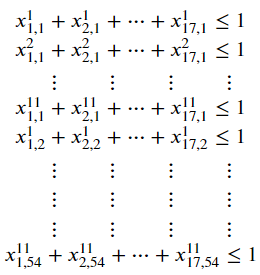 x^1_{1,1} + x^1_{2,1} + ⋯ + x^1_{17,1} ≤ 1
x^2_{1,1} + x^2_{2,1} + ⋯ + x^2_{17,1} ≤ 1
⋮ ⋮ ⋮ ⋮
x^{11}_{1,1} + x^{11}_{2,1} + ⋯ + x^{11}_{17,1} ≤ 1
x^1_{1,2} + x^1_{2,2} + ⋯ + x^1_{17,2} ≤ 1
⋮ ⋮ ⋮ ⋮
⋮ ⋮ ⋮ ⋮
⋮ ⋮ ⋮ ⋮
x^{11}_{1,54} + x^{11}_{2,54} + ⋯ + x^{11}_{17,54} ≤ 1